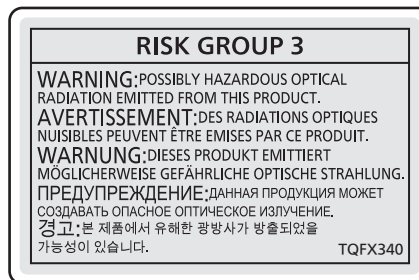 RISK GROUP 3
WARNING:POSSIBLY HAZARDOUS OPTICAL
RADIATION EMITTED FROM THIS PRODUCT.
AVERTISSEMENT:DES RADIATIONS OPTIQUES
NUISIBLES PEUVENT ÊTRE EMISES PAR CE PRODUIT.
WARNUNG:DIESES PRODUKT EMITTIERT
MÖGLICHERWEISE GEFÄHRLICHE OPTISCHE STRAHLUNG.
ПРЕДУПРЕЖДЕНИЕ:ДАННАЯ ПРОДУКЦИЯ МОЖЕТ
СОЗДАВАТЬ ОПАСНОЕ ОПТИЧЕСКОЕ ИЗЛУЧЕНИЕ.
경고:본 제품에서 유해한 광방사가 방출되었을
가능성이 있습니다.
TQFX340